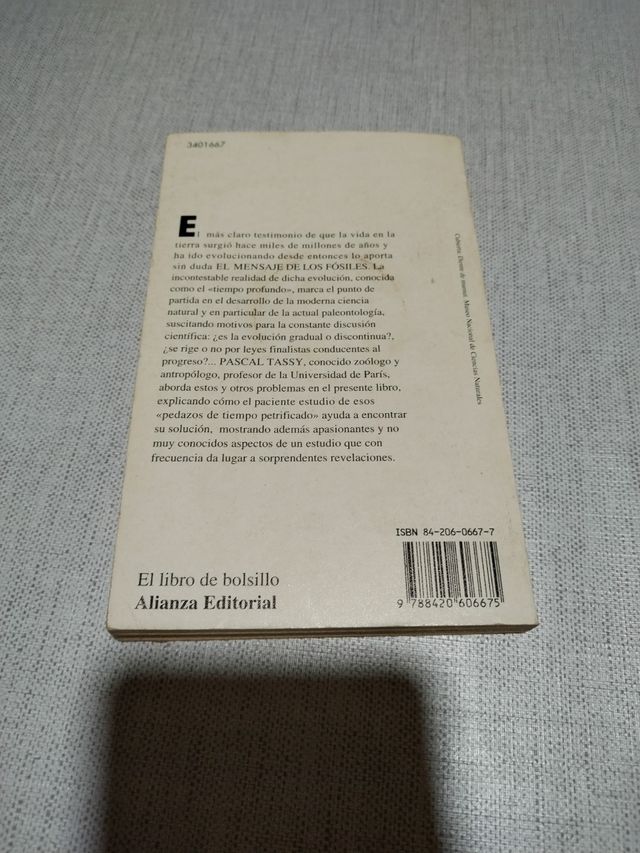 3401667
El más claro testimonio de que la vida en la
tierra surgió hace miles de millones de años y
ha ido evolucionando desde entonces lo aporta
sin duda EL MENSAJE DE LOS FÓSILES. La
incontestable realidad de dicha evolución, conocida
como el «tiempo profundo», marca el punto de
partida en el desarrollo de la moderna ciencia
natural y en particular de la actual paleontología,
suscitando motivos para la constante discusión
científica: ¿es la evolución gradual o discontinua?,
¿se rige o no por leyes finalistas conducentes al
progreso?... PASCAL TASSY, conocido zoólogo y
antropólogo, profesor de la Universidad de París,
aborda estos y otros problemas en el presente libro,
explicando cómo el paciente estudio de esos
«pedazos de tiempo petrificado» ayuda a encontrar
su solución, mostrando además apasionantes y no
muy conocidos aspectos de un estudio que con
frecuencia da lugar a sorprendentes revelaciones.
Cubierta: Diente de mamut. Museo Nacional de Ciencias Naturales
ISBN 84-206-0667-7
9 788420 606675
El libro de bolsillo
Alianza Editorial